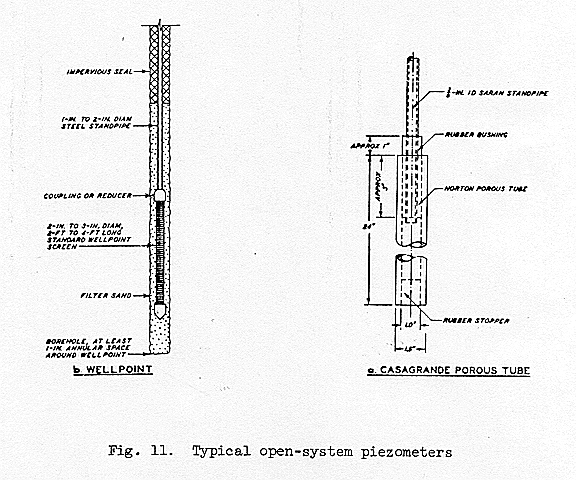 IMPERVIOUS SEAL
1-IN. TO 2-IN. DIAM
STEEL STANDPIPE
COUPLING OR REDUCER
2-IN. TO 3-IN. DIAM,
2-FT TO 4-FT LONG
STANDARD WELLPOINT
SCREEN
FILTER SAND
BOREHOLE, AT LEAST
1-IN. ANNULAR SPACE
AROUND WELLPOINT
b. WELLPOINT
-IN. ID SARAN STANDPIPE
RUBBER BUSHING
APPROX 1"
APPROX
3"
NORTON POROUS TUBE
24"
RUBBER STOPPER
1.0"
1.5"
a. CASAGRANDE POROUS TUBE
Fig. 11. Typical open-system piezometers